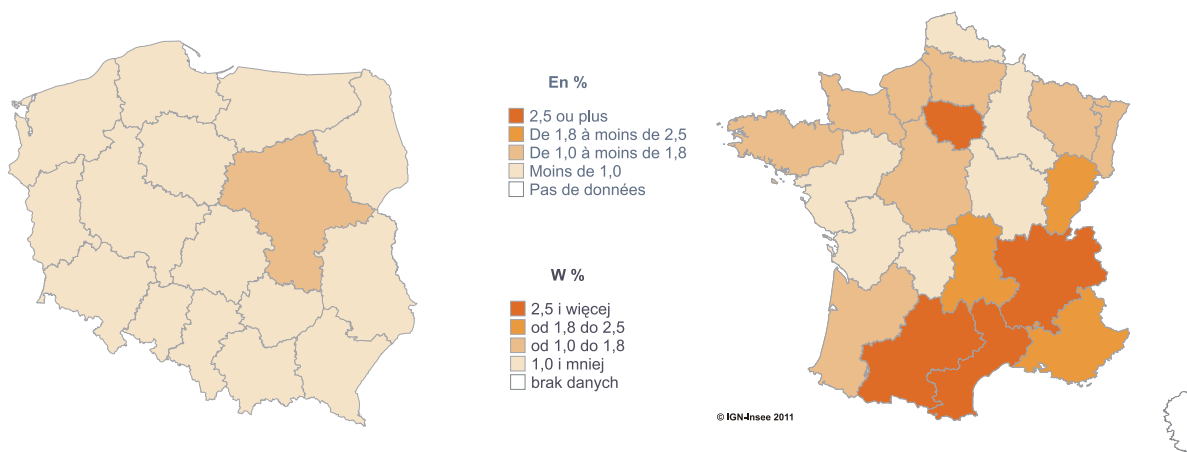 En %
2,5 ou plus
De 1,8 à moins de 2,5
De 1,0 à moins de 1,8
Moins de 1,0
Pas de données
W %
2,5 i więcej
od 1,8 do 2,5
od 1,0 do 1,8
1,0 i mniej
brak danych
© IGN-Insee 2011